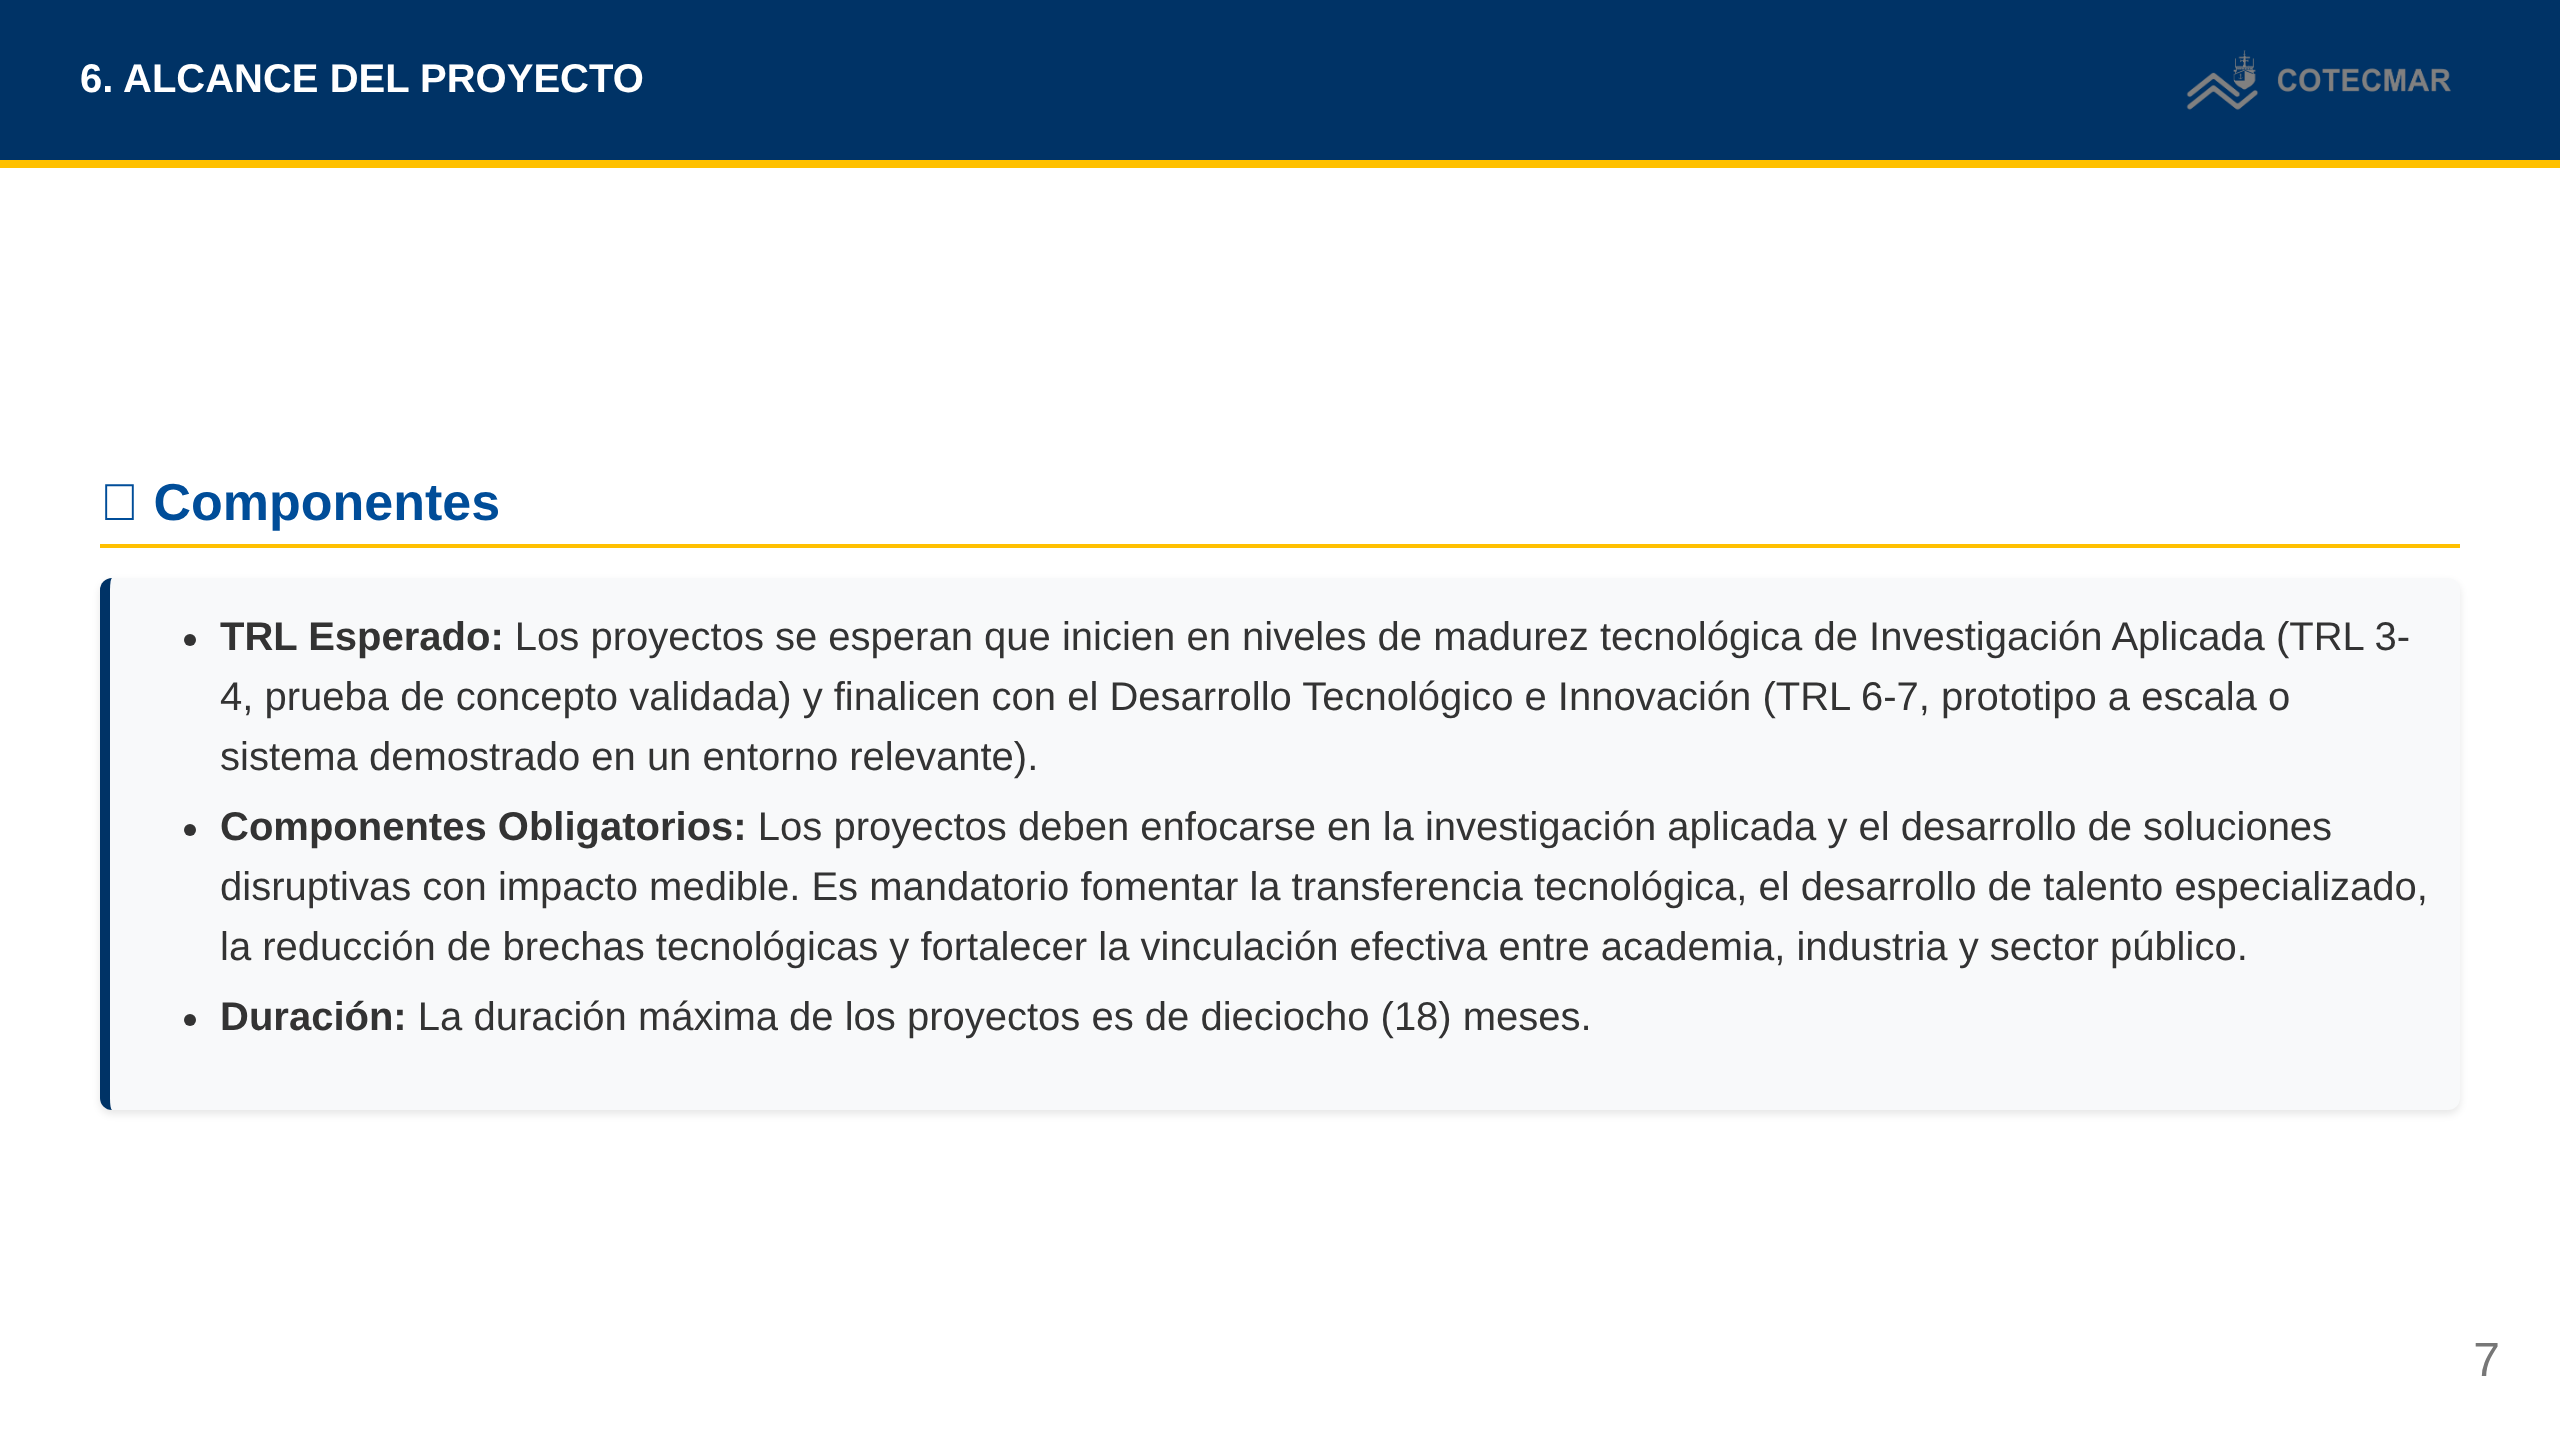 6. ALCANCE DEL PROYECTO
COTECMAR
Componentes
• TRL Esperado: Los proyectos se esperan que inicien en niveles de madurez tecnológica de Investigación Aplicada (TRL 3-
4, prueba de concepto validada) y finalicen con el Desarrollo Tecnológico e Innovación (TRL 6-7, prototipo a escala o
sistema demostrado en un entorno relevante).
• Componentes Obligatorios: Los proyectos deben enfocarse en la investigación aplicada y el desarrollo de soluciones
disruptivas con impacto medible. Es mandatorio fomentar la transferencia tecnológica, el desarrollo de talento especializado,
la reducción de brechas tecnológicas y fortalecer la vinculación efectiva entre academia, industria y sector público.
• Duración: La duración máxima de los proyectos es de dieciocho (18) meses.
7